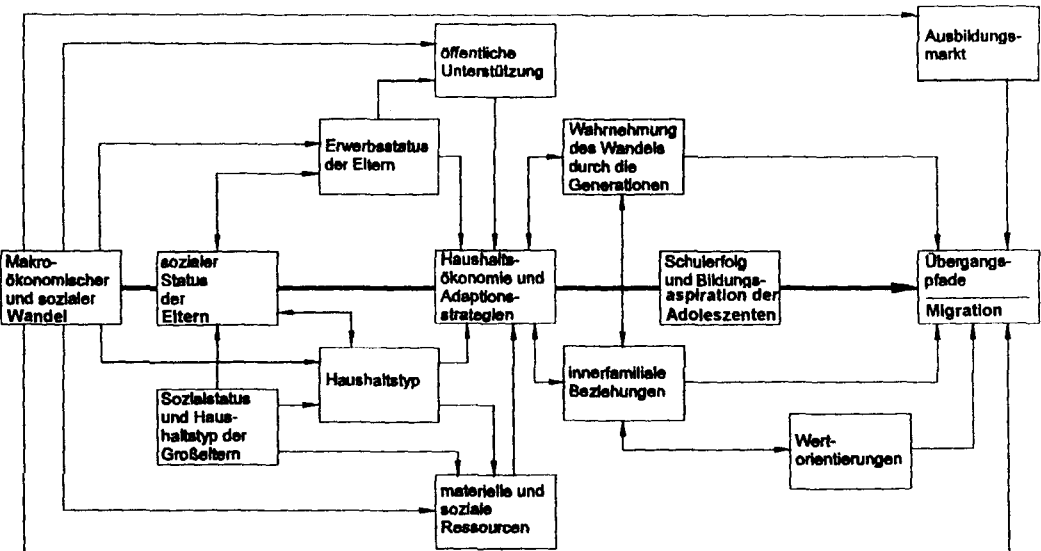 Ausbildungs-
markt
öffentliche
Unterstützung
Erwerbsstatus
der Eltern
Wahrnehmung
des Wandels
durch die
Generationen
Makro-
ökonomischer
und sozialer
Wandel
sozialer
Status
der
Eltern
Haushalts-
ökonomie und
Adaptions-
strategien
Schulerfolg
und Bildungs-
aspiration der
Adoleszenten
Übergangs-
pfade
Migration
Haushaltstyp
innerfamiliale
Beziehungen
Sozialstatus
und Haus-
haltstyp der
Großeltern
Wert-
orientierungen
materielle und
soziale
Ressourcen